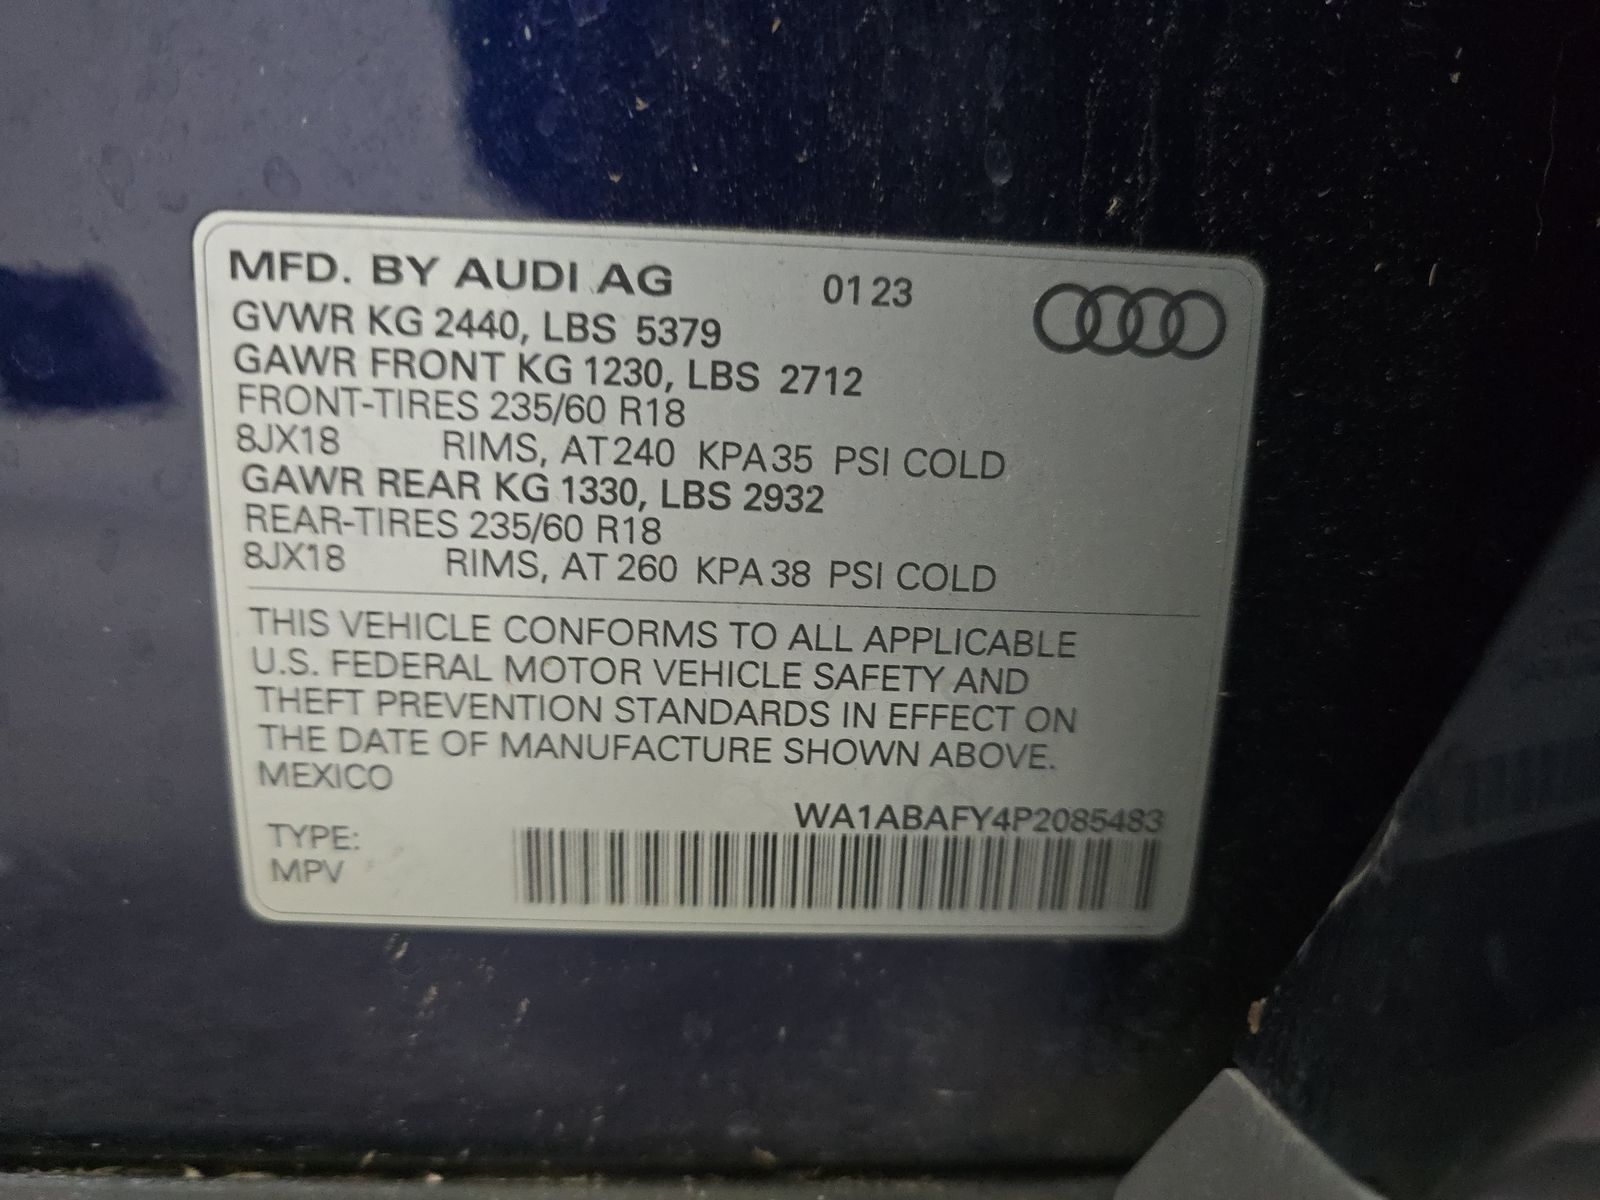 MFD. BY AUDI AG 01 23
GVWR KG 2440, LBS 5379
GAWR FRONT KG 1230, LBS 2712
FRONT-TIRES 235/60 R18
8JX18 RIMS, AT 240 KPA 35 PSI COLD
GAWR REAR KG 1330, LBS 2932
REAR-TIRES 235/60 R18
8JX18 RIMS, AT 260 KPA 38 PSI COLD
THIS VEHICLE CONFORMS TO ALL APPLICABLE
U.S. FEDERAL MOTOR VEHICLE SAFETY AND
THEFT PREVENTION STANDARDS IN EFFECT ON
THE DATE OF MANUFACTURE SHOWN ABOVE.
MEXICO
WA1ABAFY4P2085483
TYPE:
MPV